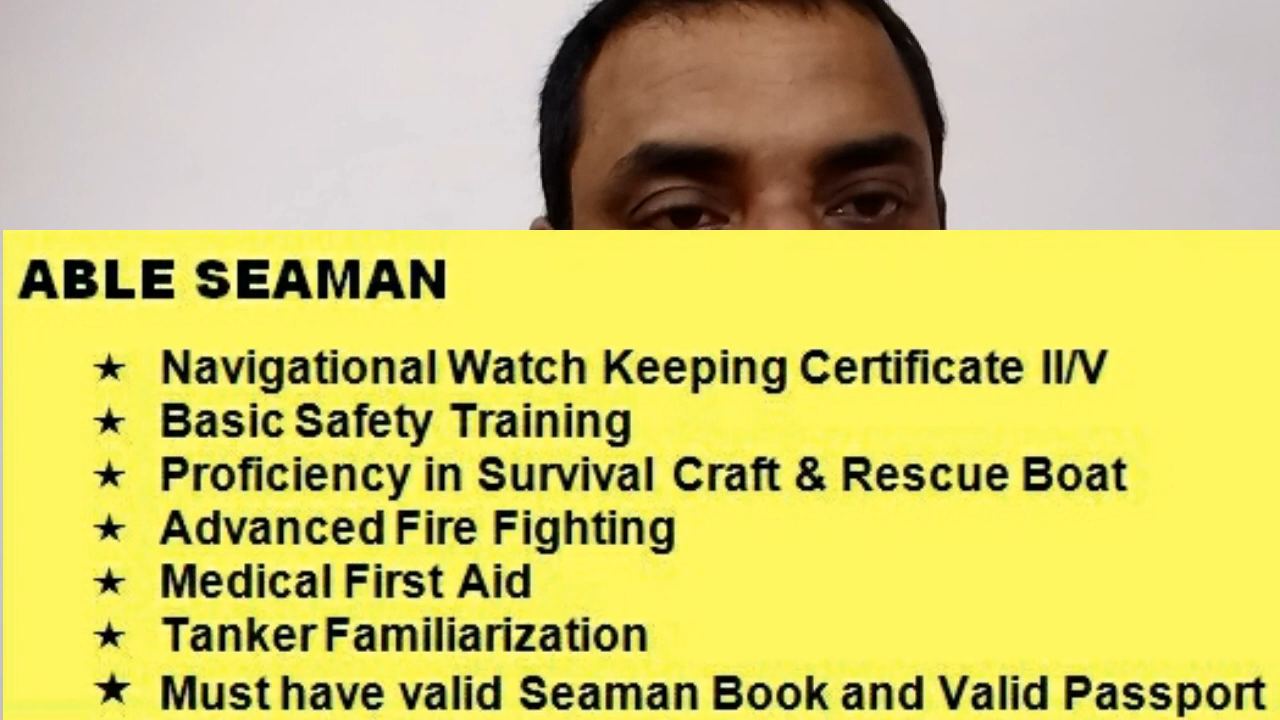 ABLE SEAMAN
★ Navigational Watch Keeping Certificate II/V
★ Basic Safety Training
★ Proficiency in Survival Craft & Rescue Boat
★ Advanced Fire Fighting
★ Medical First Aid
★ Tanker Familiarization
★ Must have valid Seaman Book and Valid Passport